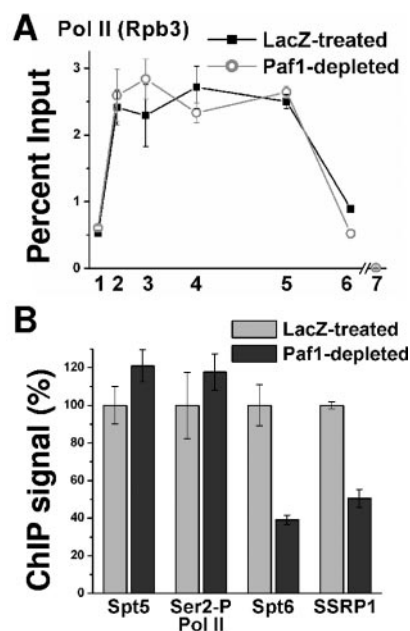 A
Pol II (Rpb3)
LacZ-treated
Paf1-depleted
Percent Input
2
1
0
1 2 3 4 5 6 7
B
LacZ-treated
Paf1-depleted
ChIP signal (%)
120
100
80
60
40
20
0
Spt5 Ser2-P Spt6 SSRP1
Pol II